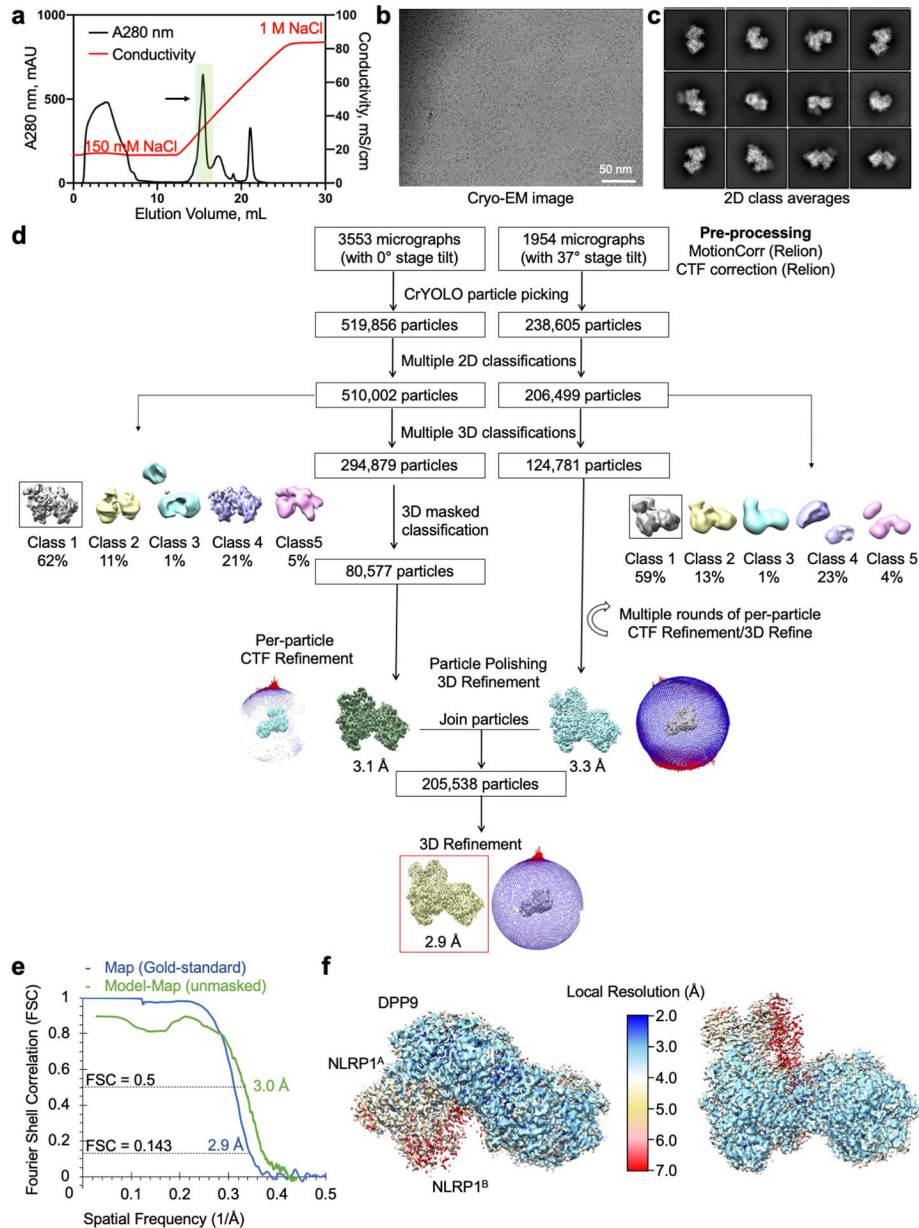 a
A280 nm, mAU
1000
500
0
A280 nm
Conductivity
1 M NaCl
150 mM NaCl
0 5 10 15 20 25 30
Elution Volume, mL
100
80
60
40
20
0
Conductivity, mS/cm
b
50 nm
Cryo-EM image
c
2D class averages
d
3553 micrographs
(with 0° stage tilt)
1954 micrographs
(with 37° stage tilt)
Pre-processing
MotionCorr (Relion)
CTF correction (Relion)
CrYOLO particle picking
519,856 particles
238,605 particles
Multiple 2D classifications
510,002 particles
206,499 particles
Multiple 3D classifications
294,879 particles
124,781 particles
Class 1
62%
Class 2
11%
Class 3
1%
Class 4
21%
Class5
5%
3D masked
classification
80,577 particles
Class 1
59%
Class 2
13%
Class 3
1%
Class 4
23%
Class 5
4%
Multiple rounds of per-particle
CTF Refinement/3D Refine
Per-particle
CTF Refinement
Particle Polishing
3D Refinement
Join particles
3.1 Å
3.3 Å
205,538 particles
3D Refinement
2.9 Å
e
Map (Gold-standard)
Model-Map (unmasked)
Fourier Shell Correlation (FSC)
1
0.8
0.6
0.4
0.2
0
FSC = 0.5
3.0 Å
FSC = 0.143
2.9 Å
0 0.1 0.2 0.3 0.4 0.5
Spatial Frequency (1/Å)
f
DPP9
NLRP1ᴬ
NLRP1ᴮ
Local Resolution (Å)
2.0
3.0
4.0
5.0
6.0
7.0